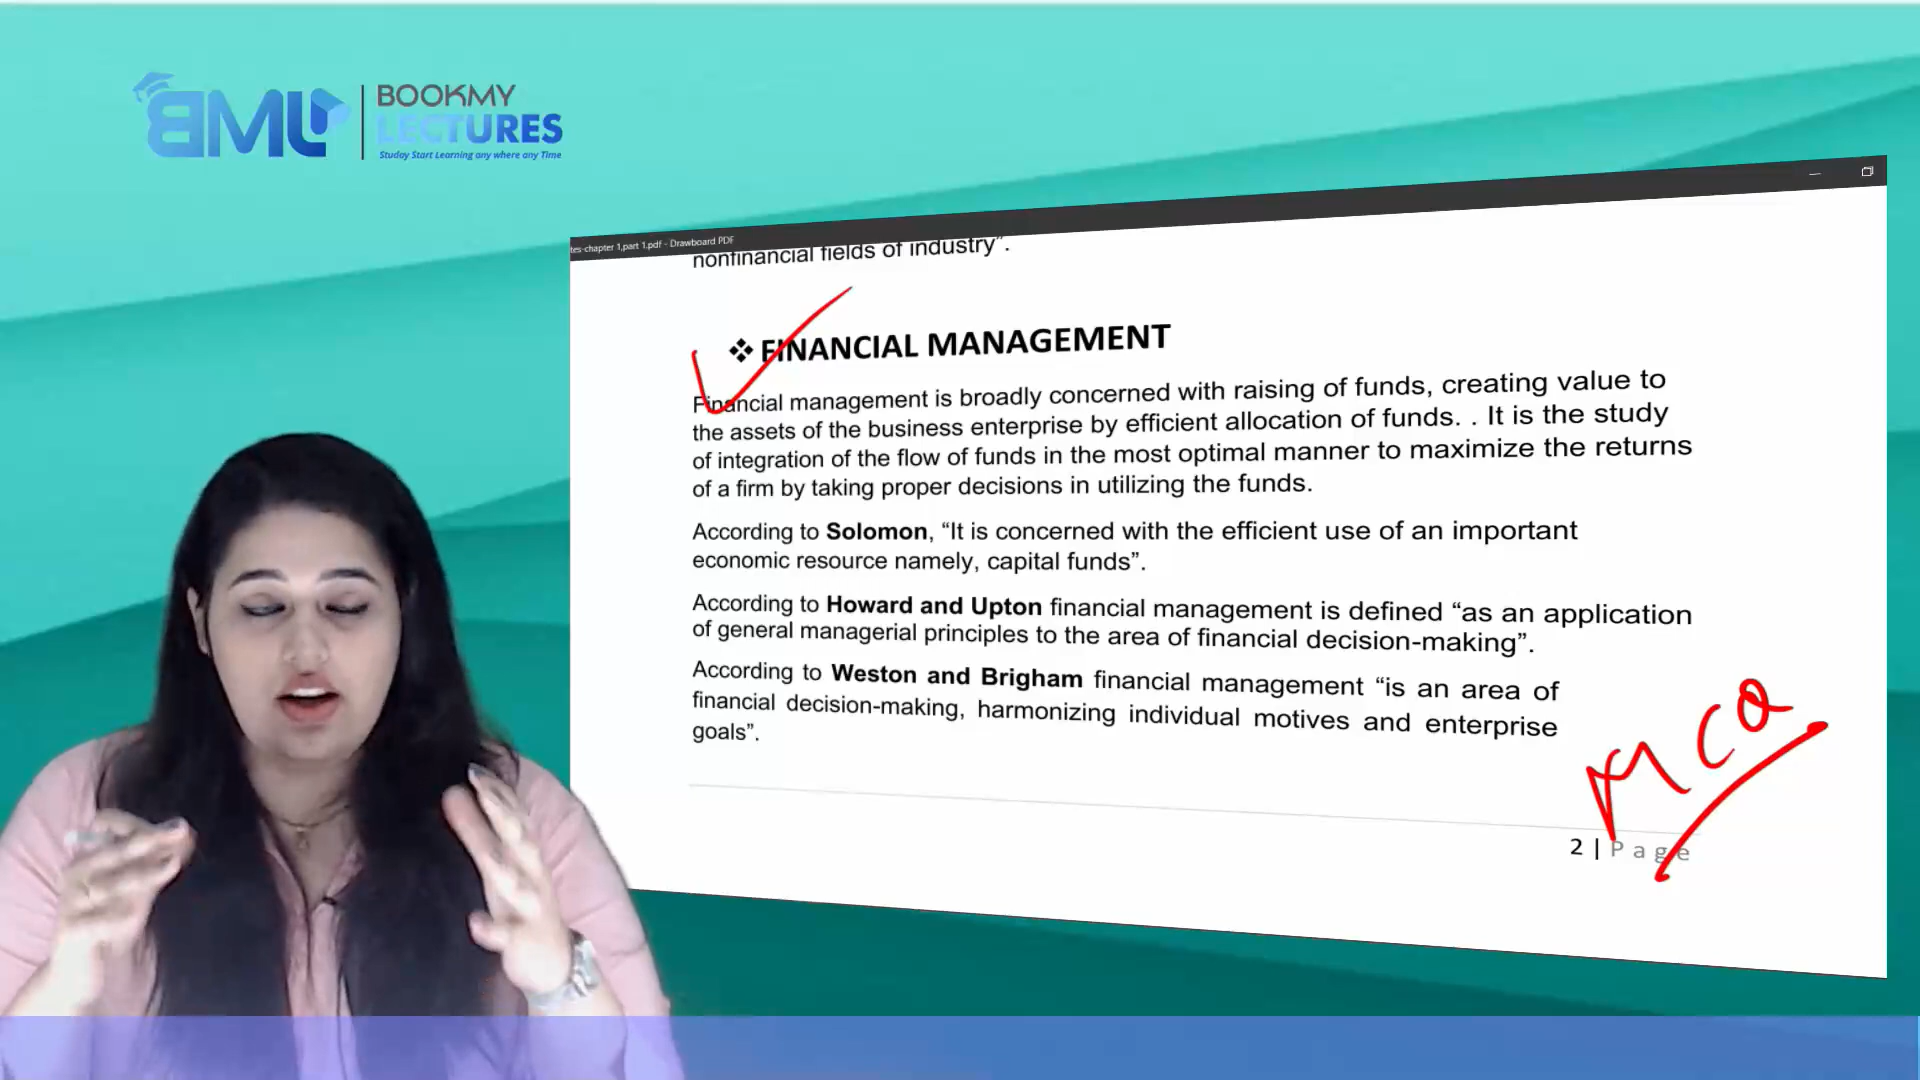 BML
BOOKMY
LECTURES
Studay Start Learning any where any Time
tes-chapter 1,part 1.pdf - Drawboard PDF
nonfinancial fields of industry”.
❖ FINANCIAL MANAGEMENT
Financial management is broadly concerned with raising of funds, creating value to
the assets of the business enterprise by efficient allocation of funds. . It is the study
of integration of the flow of funds in the most optimal manner to maximize the returns
of a firm by taking proper decisions in utilizing the funds.
According to Solomon, “It is concerned with the efficient use of an important
economic resource namely, capital funds”.
According to Howard and Upton financial management is defined “as an application
of general managerial principles to the area of financial decision-making”.
According to Weston and Brigham financial management “is an area of
financial decision-making, harmonizing individual motives and enterprise
goals”.
MCQ
2 | Page